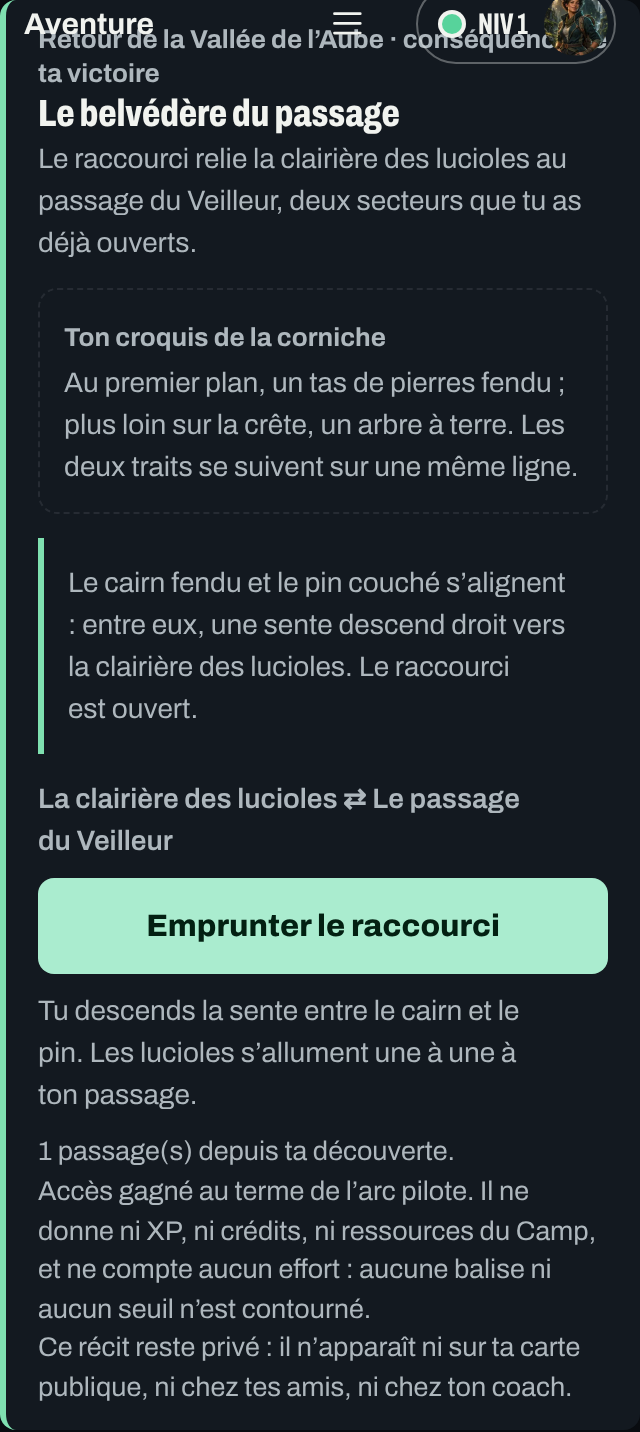 Aventure
NIV 1
Retour de la Vallée de l’Aube ·
ta victoire
Le belvédère du passage
Le raccourci relie la clairière des lucioles au
passage du Veilleur, deux secteurs que tu as
déjà ouverts.
Ton croquis de la corniche
Au premier plan, un tas de pierres fendu ;
plus loin sur la crête, un arbre à terre. Les
deux traits se suivent sur une même ligne.
Le cairn fendu et le pin couché s’alignent
: entre eux, une sente descend droit vers
la clairière des lucioles. Le raccourci
est ouvert.
La clairière des lucioles ⇄ Le passage
du Veilleur
Emprunter le raccourci
Tu descends la sente entre le cairn et le
pin. Les lucioles s’allument une à une à
ton passage.
1 passage(s) depuis ta découverte.
Accès gagné au terme de l’arc pilote. Il ne
donne ni XP, ni crédits, ni ressources du Camp,
et ne compte aucun effort : aucune balise ni
aucun seuil n’est contourné.
Ce récit reste privé : il n’apparaît ni sur ta carte
publique, ni chez tes amis, ni chez ton coach.